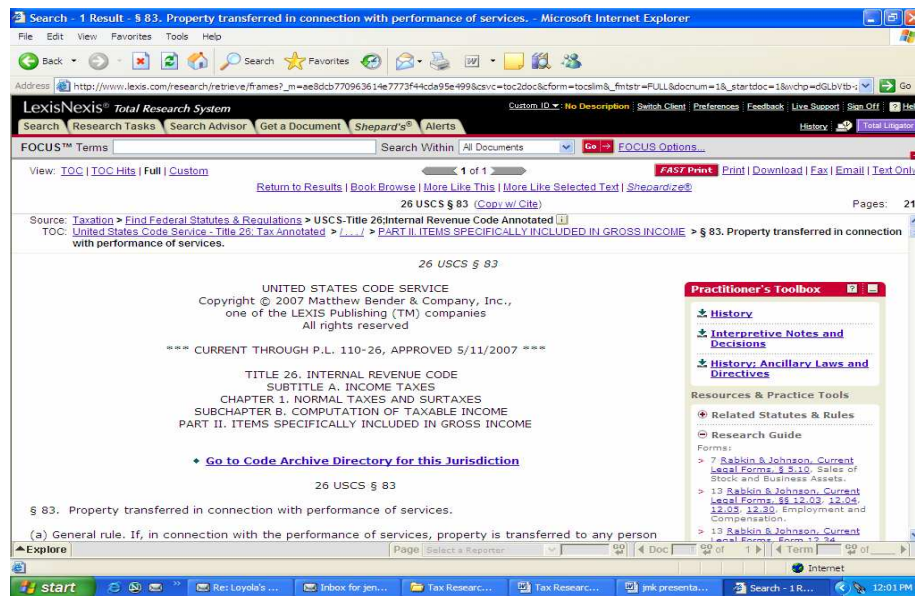 Search - 1 Result - § 83. Property transferred in connection with performance of services. - Microsoft Internet Explorer
File Edit View Favorites Tools Help
Back Search Favorites
Address http://www.lexis.com/research/retrieve/frames?_m=ae8dcb770963614e7773f44cda95e499&csvc=toc2doc&cform=tocslim&_fmtstr=FULL&docnum=1&_startdoc=1&wchp=dGLbVtb- Go
LexisNexis® Total Research System Custom ID : No Description | Switch Client | Preferences | Feedback | Live Support | Sign Off | ? Hel
Search Research Tasks Search Advisor Get a Document Shepard's® Alerts History Total Litigator
FOCUS™ Terms Search Within All Documents Go FOCUS Options...
View: TOC | TOC Hits | Full | Custom 1 of 1 FAST Print Print | Download | Fax | Email | Text Only
Return to Results | Book Browse | More Like This | More Like Selected Text | Shepardize®
26 USCS § 83 (Copy w/ Cite) Pages: 21
Source: Taxation > Find Federal Statutes & Regulations > USCS-Title 26;Internal Revenue Code Annotated i
TOC: United States Code Service - Title 26: Tax Annotated > /.../ > PART II. ITEMS SPECIFICALLY INCLUDED IN GROSS INCOME > § 83. Property transferred in connection
with performance of services.
26 USCS § 83
UNITED STATES CODE SERVICE
Copyright © 2007 Matthew Bender & Company, Inc.,
one of the LEXIS Publishing (TM) companies
All rights reserved
*** CURRENT THROUGH P.L. 110-26, APPROVED 5/11/2007 ***
TITLE 26. INTERNAL REVENUE CODE
SUBTITLE A. INCOME TAXES
CHAPTER 1. NORMAL TAXES AND SURTAXES
SUBCHAPTER B. COMPUTATION OF TAXABLE INCOME
PART II. ITEMS SPECIFICALLY INCLUDED IN GROSS INCOME
Go to Code Archive Directory for this Jurisdiction
26 USCS § 83
§ 83. Property transferred in connection with performance of services.
(a) General rule. If, in connection with the performance of services, property is transferred to any person
Practitioner's Toolbox
History
Interpretive Notes and
Decisions
History; Ancillary Laws and
Directives
Resources & Practice Tools
Related Statutes & Rules
Research Guide
Forms:
> 7 Rabkin & Johnson, Current
Legal Forms, § 5.10. Sales of
Stock and Business Assets.
> 13 Rabkin & Johnson, Current
Legal Forms, §§ 12.03, 12.04,
12.05, 12.30. Employment and
Compensation.
> 13 Rabkin & Johnson, Current
Legal Forms, Form 12.34
Explore Page Select a Reporter GO Doc GO of 1 Term GO of
Internet
start Re: Loyola's ... Inbox for jen... Tax Researc... Tax Researc... jmk presenta... Search - 1 R... 12:01 PM